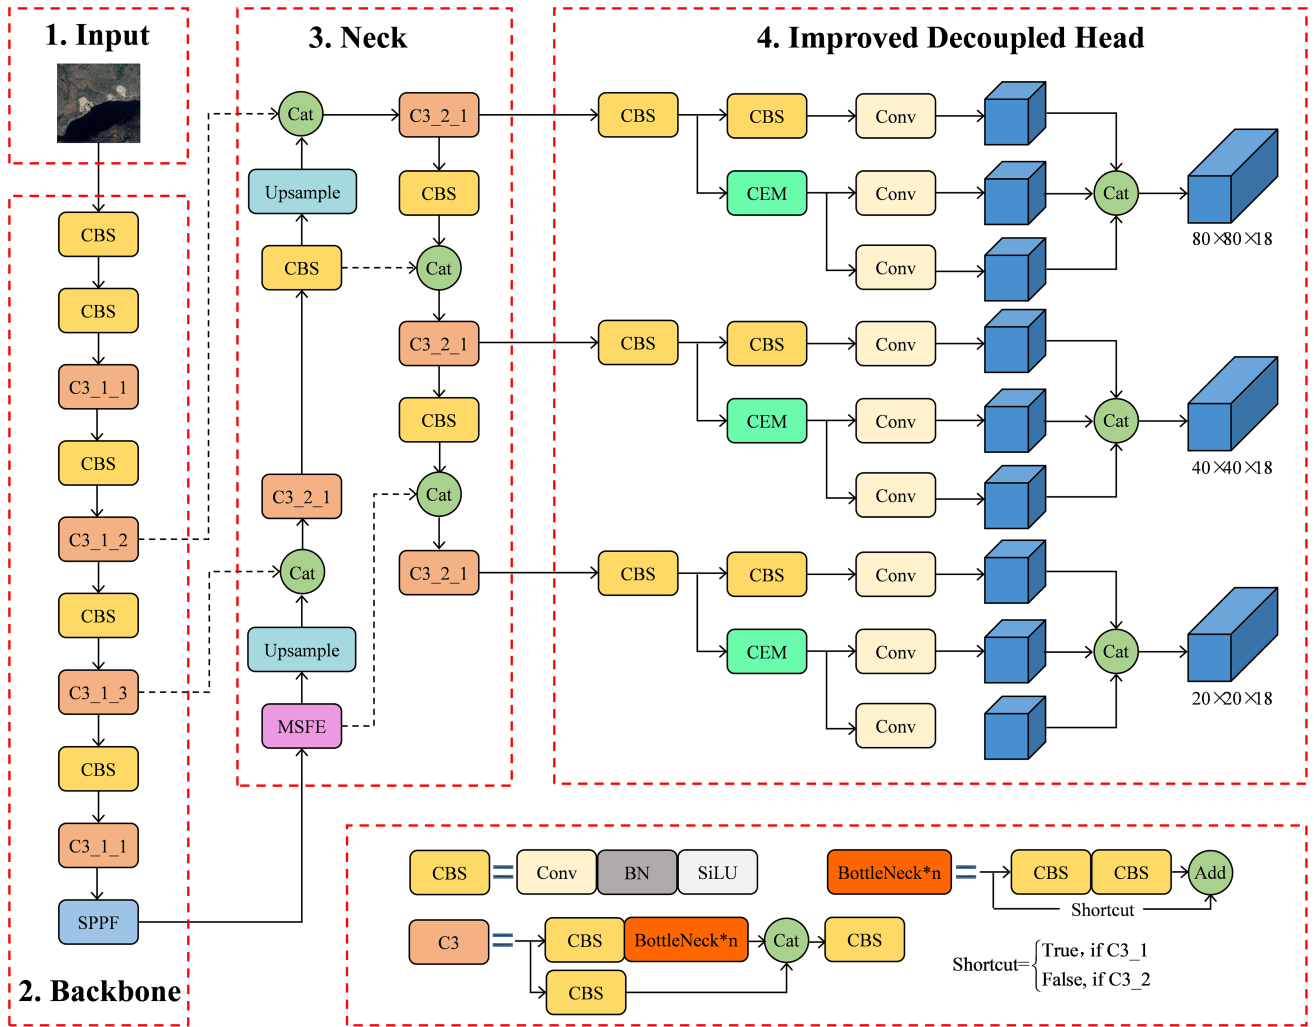 1. Input
2. Backbone
CBS
CBS
C3_1_1
CBS
C3_1_2
CBS
C3_1_3
CBS
C3_1_1
SPPF
3. Neck
Cat
C3_2_1
Upsample
CBS
CBS
Cat
C3_2_1
CBS
C3_2_1
Cat
Cat
C3_2_1
Upsample
MSFE
4. Improved Decoupled Head
CBS
CBS
Conv
CEM
Conv
Cat
Conv
80×80×18
CBS
CBS
Conv
CEM
Conv
Cat
Conv
40×40×18
CBS
CBS
Conv
CEM
Conv
Cat
Conv
20×20×18
CBS
Conv
BN
SiLU
BottleNeck*n
CBS
CBS
Add
Shortcut
C3
CBS
BottleNeck*n
Cat
CBS
CBS
Shortcut=
True, if C3_1
False, if C3_2